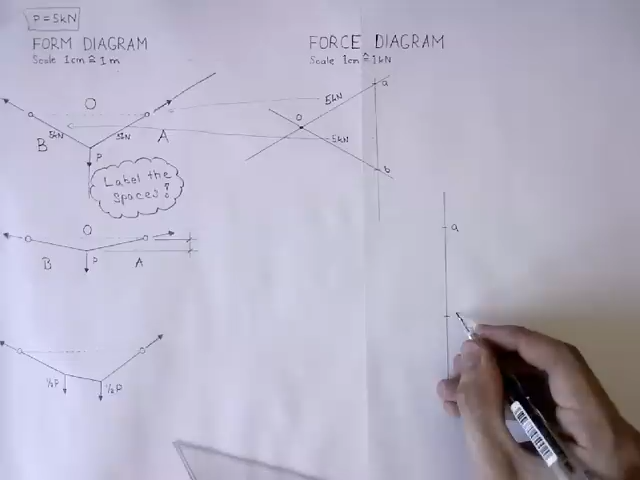 P = 5kN
FORM DIAGRAM
Scale 1cm ≙ 1m
FORCE DIAGRAM
Scale 1cm ≙ 1kN
O
B
5kN
5kN
A
P
Label the
spaces!
5kN
5kN
o
a
b
O
B
P
A
½P
½P
a